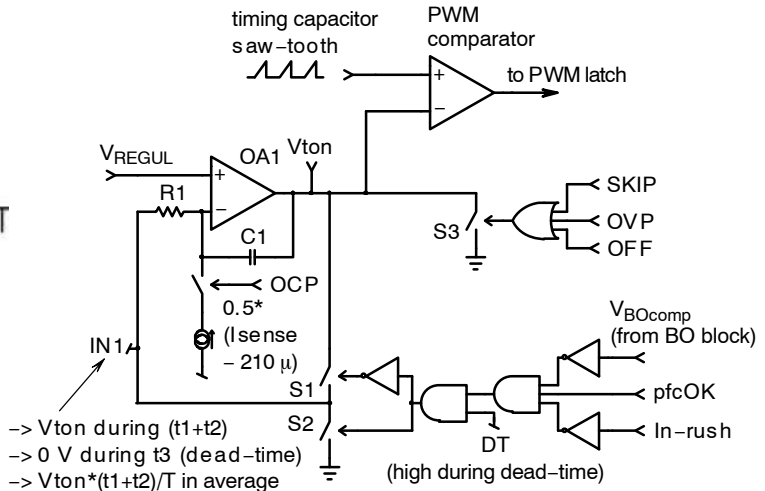 timing capacitor
saw-tooth
PWM
comparator
to PWM latch
+
−
VREGUL
OA1
Vton
R1
+
−
C1
T
S3
SKIP
OVP
OFF
OCP
0.5*
(Isense
− 210 μ)
IN1
VBOcomp
(from BO block)
pfcOK
In−rush
S1
S2
DT
(high during dead−time)
−> Vton during (t1+t2)
−> 0 V during t3 (dead−time)
−> Vton*(t1+t2)/T in average